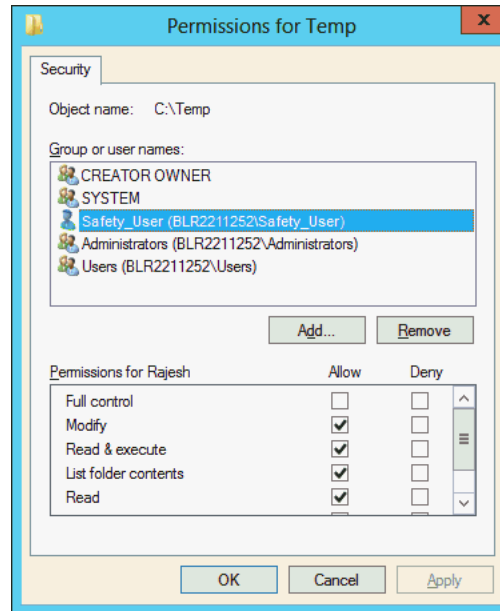 Permissions for Temp
x
Security
Object name: C:\Temp
Group or user names:
CREATOR OWNER
SYSTEM
Safety_User (BLR2211252\Safety_User)
Administrators (BLR2211252\Administrators)
Users (BLR2211252\Users)
Add... Remove
Permissions for Rajesh Allow Deny
Full control
Modify
Read & execute
List folder contents
Read
OK Cancel Apply